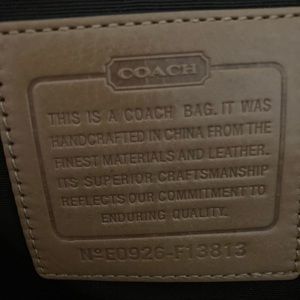 COACH
THIS IS A COACH BAG. IT WAS
HANDCRAFTED IN CHINA FROM THE
FINEST MATERIALS AND LEATHER.
ITS SUPERIOR CRAFTSMANSHIP
REFLECTS OUR COMMITMENT TO
ENDURING QUALITY.
Nº E0926-F13813